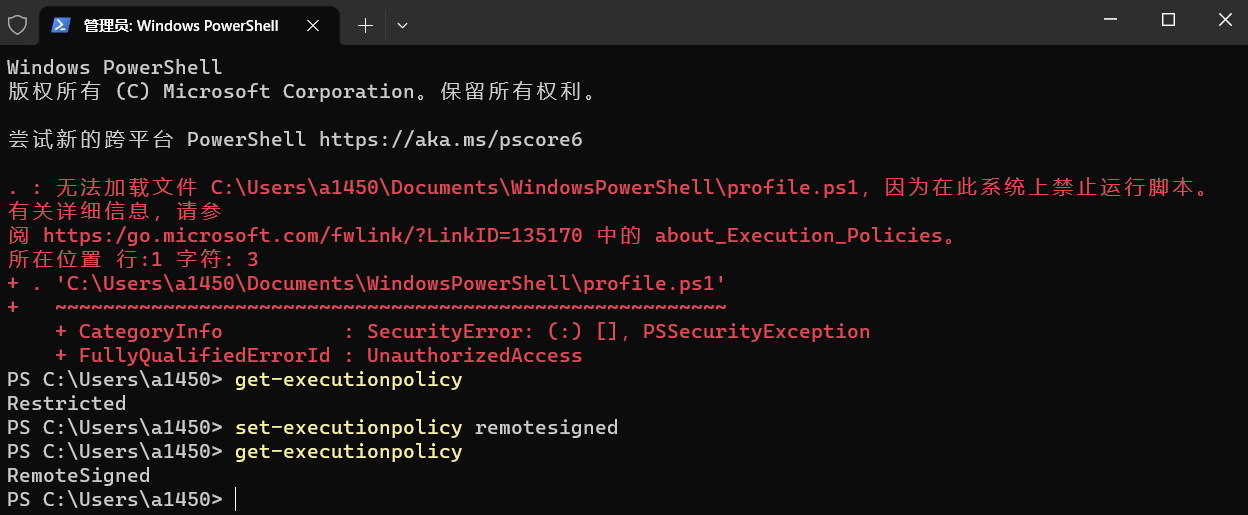 管理员: Windows PowerShell
Windows PowerShell
版权所有 (C) Microsoft Corporation。保留所有权利。
尝试新的跨平台 PowerShell https://aka.ms/pscore6
. : 无法加载文件 C:\Users\a1450\Documents\WindowsPowerShell\profile.ps1，因为在此系统上禁止运行脚本。
有关详细信息，请参
阅 https:/go.microsoft.com/fwlink/?LinkID=135170 中的 about_Execution_Policies。
所在位置 行:1 字符: 3
+ . 'C:\Users\a1450\Documents\WindowsPowerShell\profile.ps1'
+   ~~~~~~~~~~~~~~~~~~~~~~~~~~~~~~~~~~~~~~~~~~~~~~~~~~~~~~~~
    + CategoryInfo          : SecurityError: (:) []，PSSecurityException
    + FullyQualifiedErrorId : UnauthorizedAccess
PS C:\Users\a1450> get-executionpolicy
Restricted
PS C:\Users\a1450> set-executionpolicy remotesigned
PS C:\Users\a1450> get-executionpolicy
RemoteSigned
PS C:\Users\a1450>